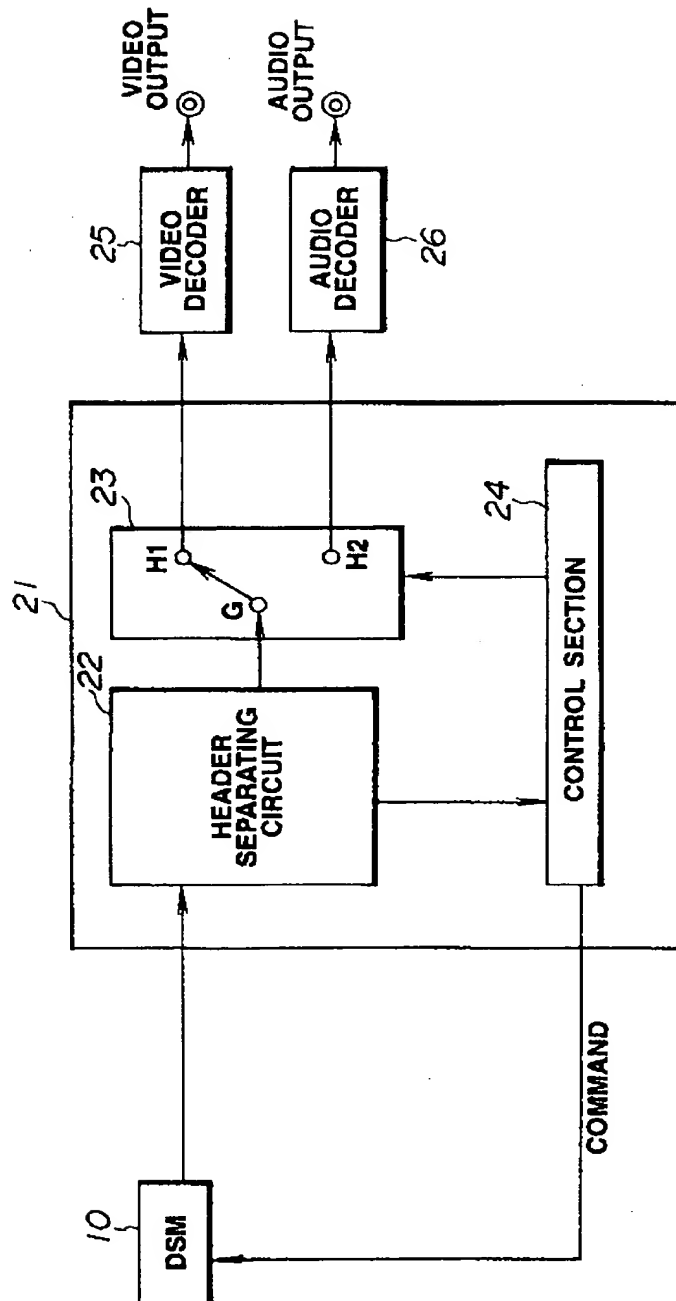 10
DSM
COMMAND
21
22
HEADER
SEPARATING
CIRCUIT
23
G
H1
H2
24
CONTROL SECTION
25
VIDEO
DECODER
VIDEO
OUTPUT
26
AUDIO
DECODER
AUDIO
OUTPUT